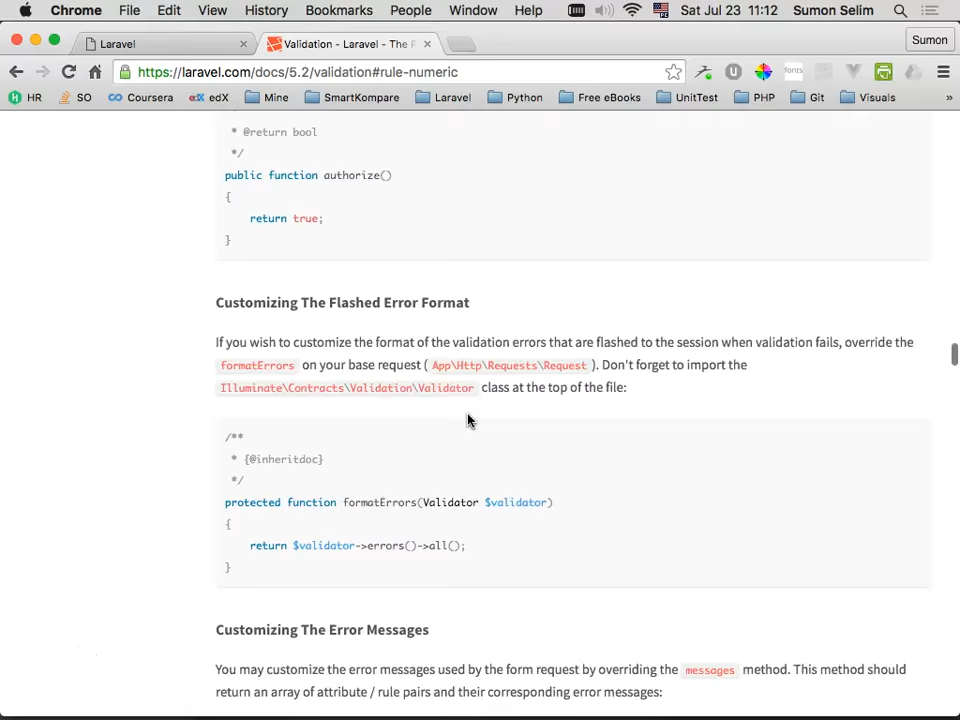 Chrome File Edit View History Bookmarks People Window Help Sat Jul 23 11:12 Sumon Selim
Laravel
Validation - Laravel - The P
Sumon
https://laravel.com/docs/5.2/validation#rule-numeric
fonts
HR SO Coursera edX Mine SmartKompare Laravel Python Free eBooks UnitTest PHP Git Visuals »
* @return bool
*/
public function authorize()
{
return true;
}
Customizing The Flashed Error Format
If you wish to customize the format of the validation errors that are flashed to the session when validation fails, override the
formatErrors on your base request ( App\Http\Requests\Request ). Don't forget to import the
Illuminate\Contracts\Validation\Validator class at the top of the file:
/**
* {@inheritdoc}
*/
protected function formatErrors(Validator $validator)
{
return $validator->errors()->all();
}
Customizing The Error Messages
You may customize the error messages used by the form request by overriding the messages method. This method should
return an array of attribute / rule pairs and their corresponding error messages: